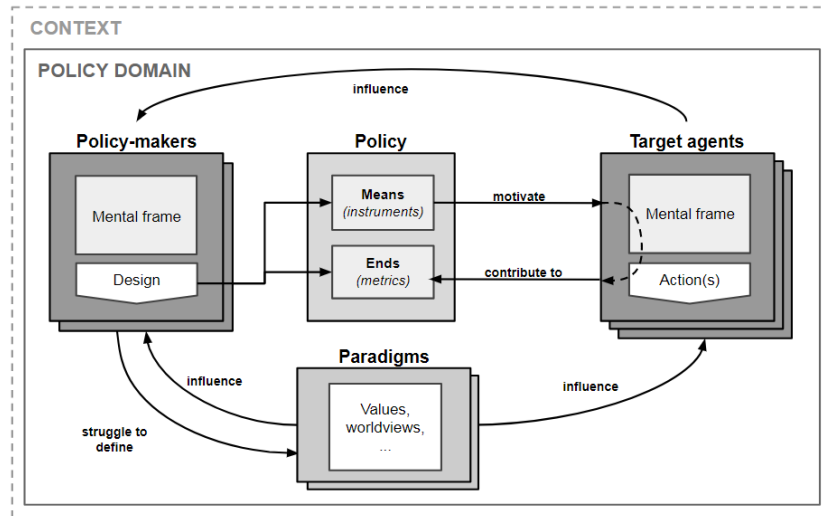 CONTEXT
POLICY DOMAIN
influence
Policy-makers
Policy
Target agents
Mental frame
Means
(instruments)
motivate
Mental frame
Design
Ends
(metrics)
contribute to
Action(s)
Paradigms
influence
influence
Values,
worldviews,
...
struggle to
define